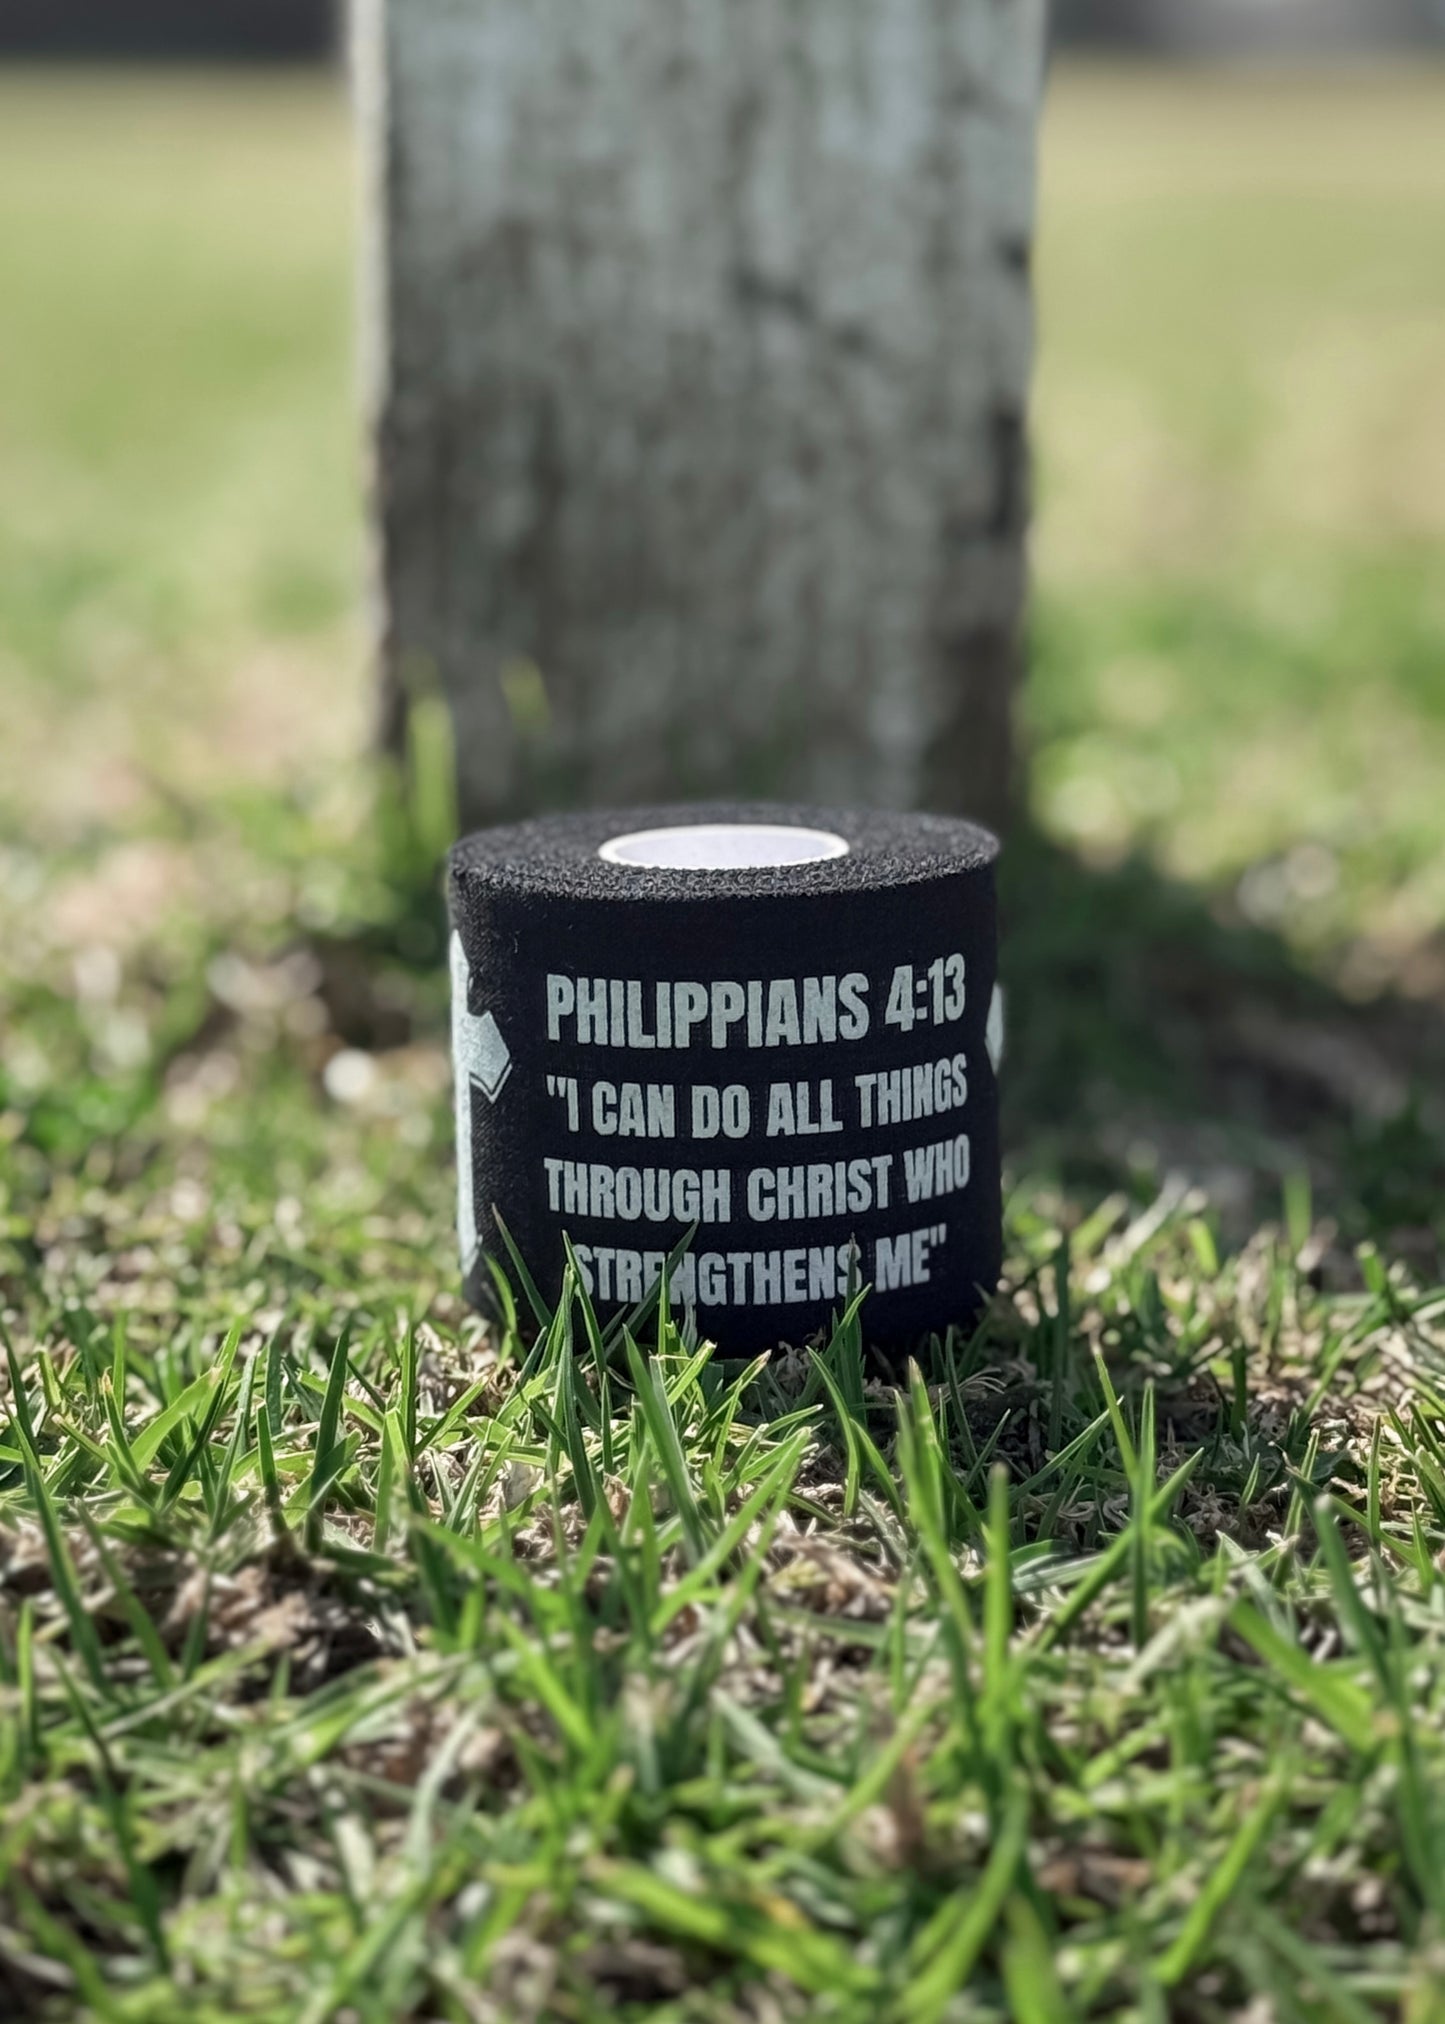 PHILIPPIANS 4:13
"I CAN DO ALL THINGS
THROUGH CHRIST WHO
STRENGTHENS ME"